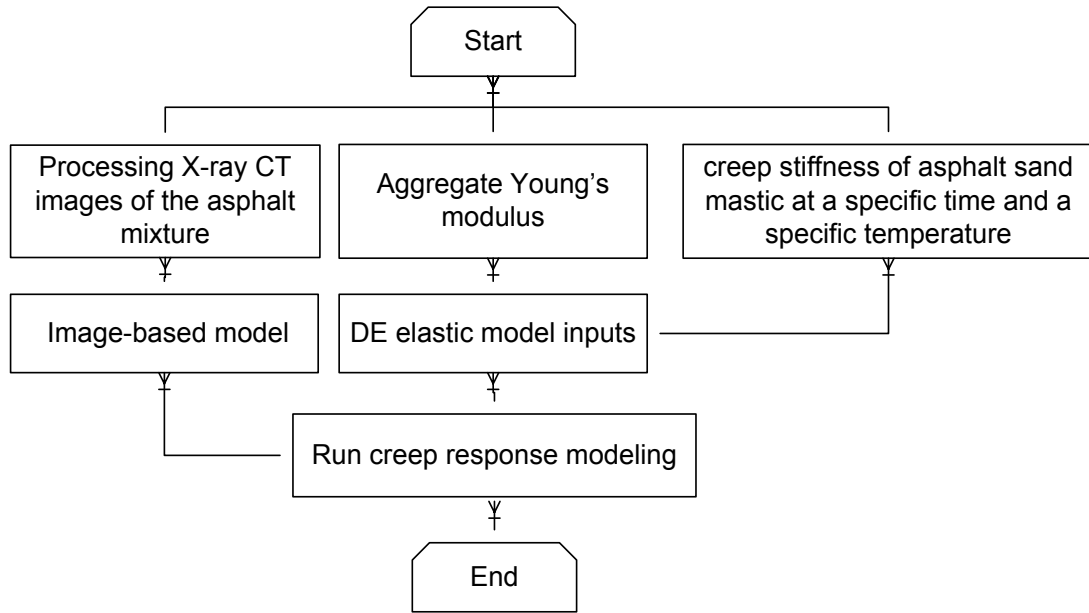 Start
Processing X-ray CT
images of the asphalt
mixture
Aggregate Young's
modulus
creep stiffness of asphalt sand
mastic at a specific time and a
specific temperature
Image-based model
DE elastic model inputs
Run creep response modeling
End